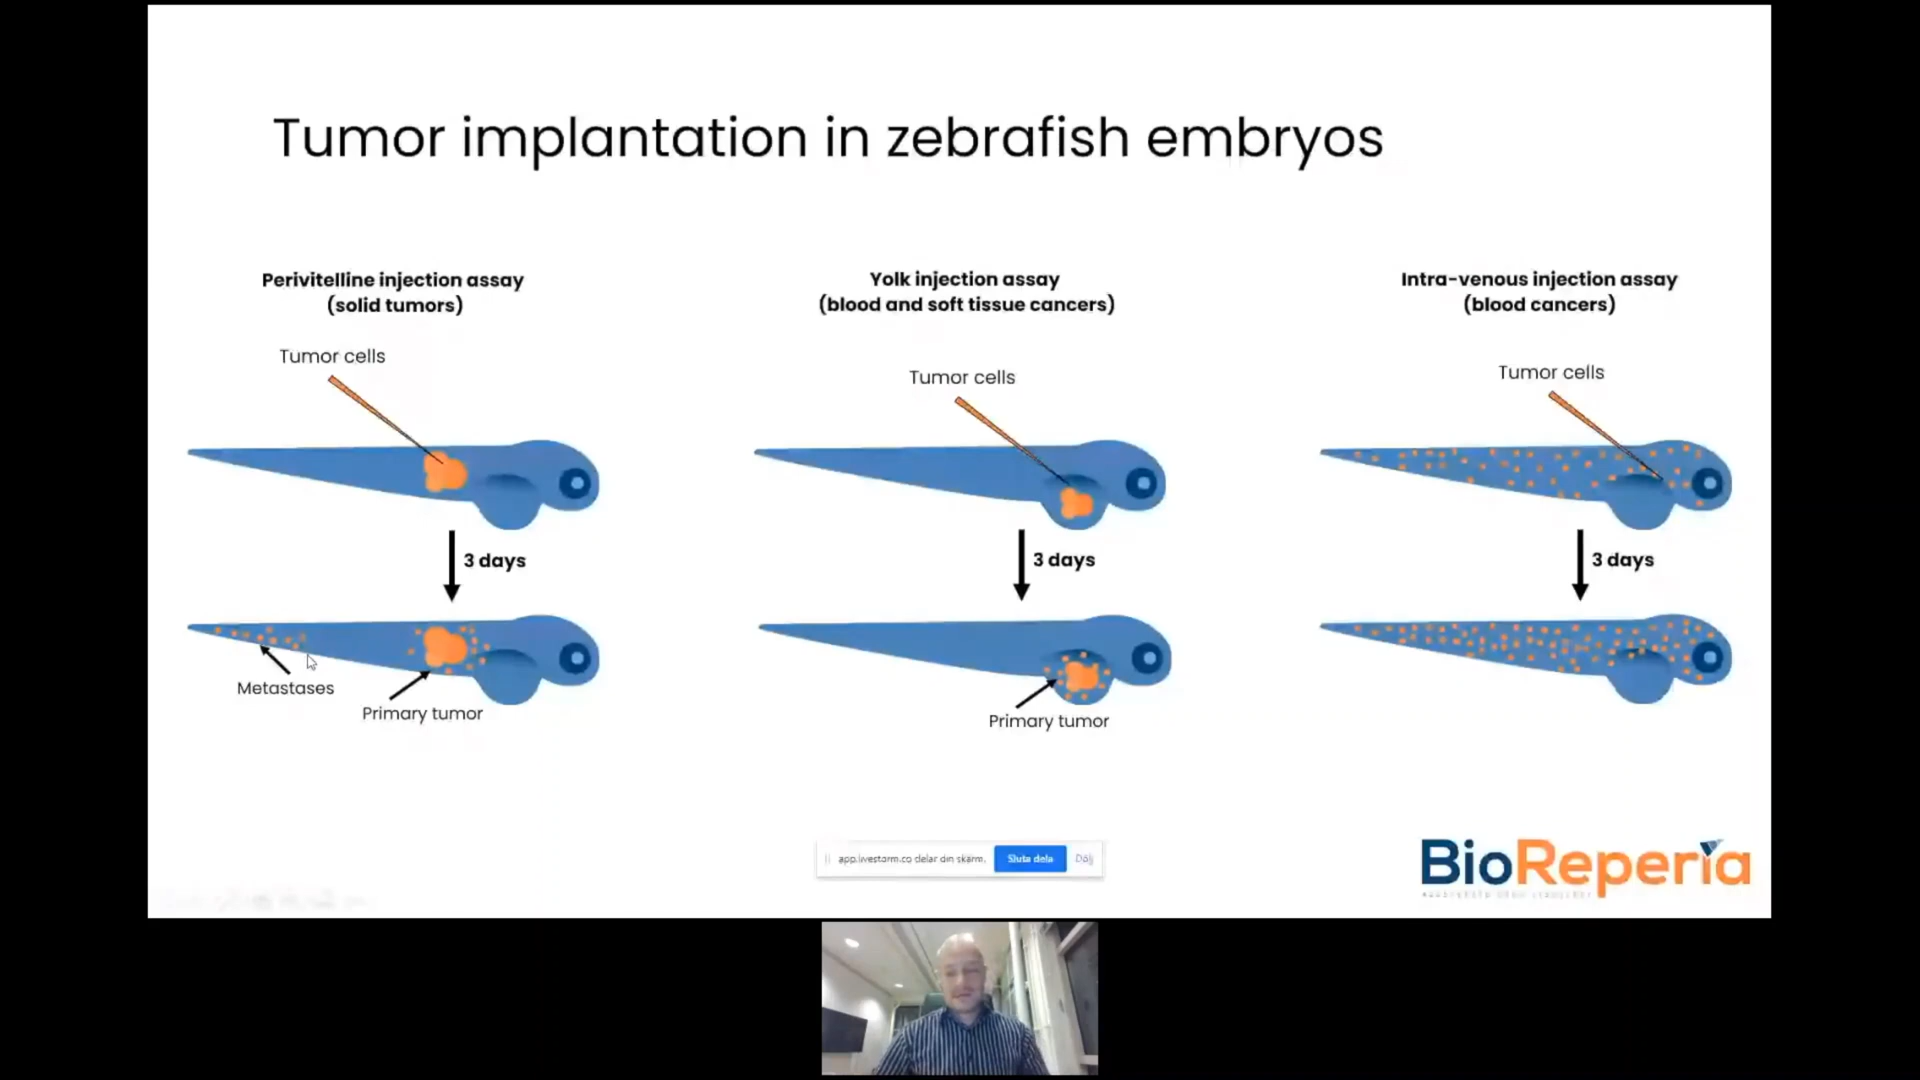 Tumor implantation in zebrafish embryos
Perivitelline injection assay
(solid tumors)
Tumor cells
3 days
Metastases
Primary tumor
Yolk injection assay
(blood and soft tissue cancers)
Tumor cells
3 days
Primary tumor
Intra-venous injection assay
(blood cancers)
Tumor cells
3 days
app.livestorm.co delar din skärm.
Sluta dela
Dölj
BioReperia